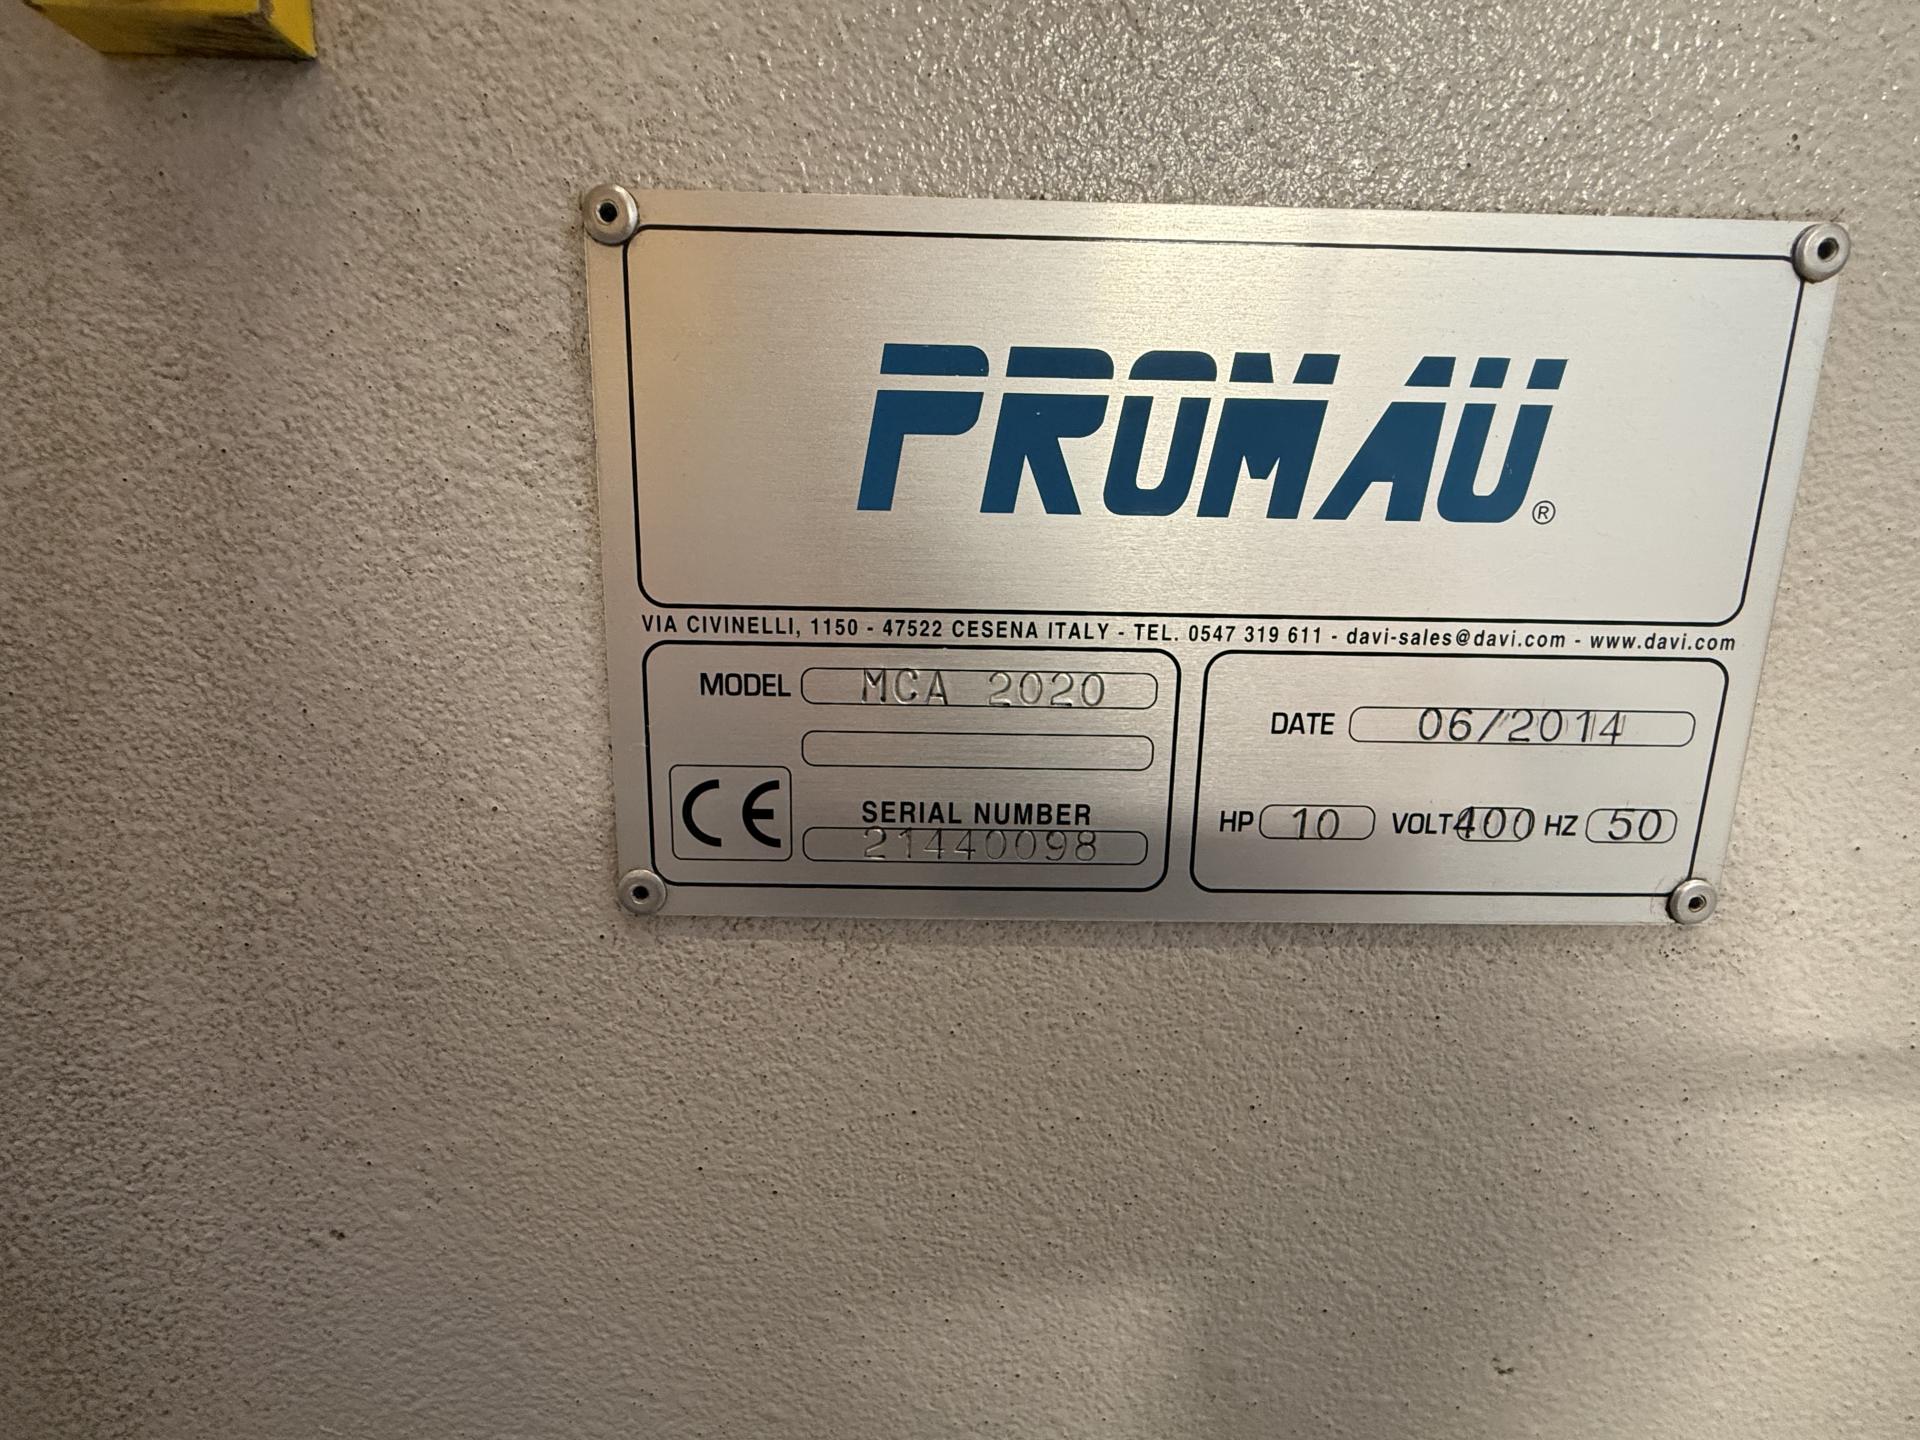 PROMAU®
VIA CIVINELLI, 1150 - 47522 CESENA ITALY - TEL. 0547 319 611 - davi-sales@davi.com - www.davi.com
MODEL MCA 2020
CE
SERIAL NUMBER
21440098
DATE 06/2014
HP 10 VOLT 400 HZ 50